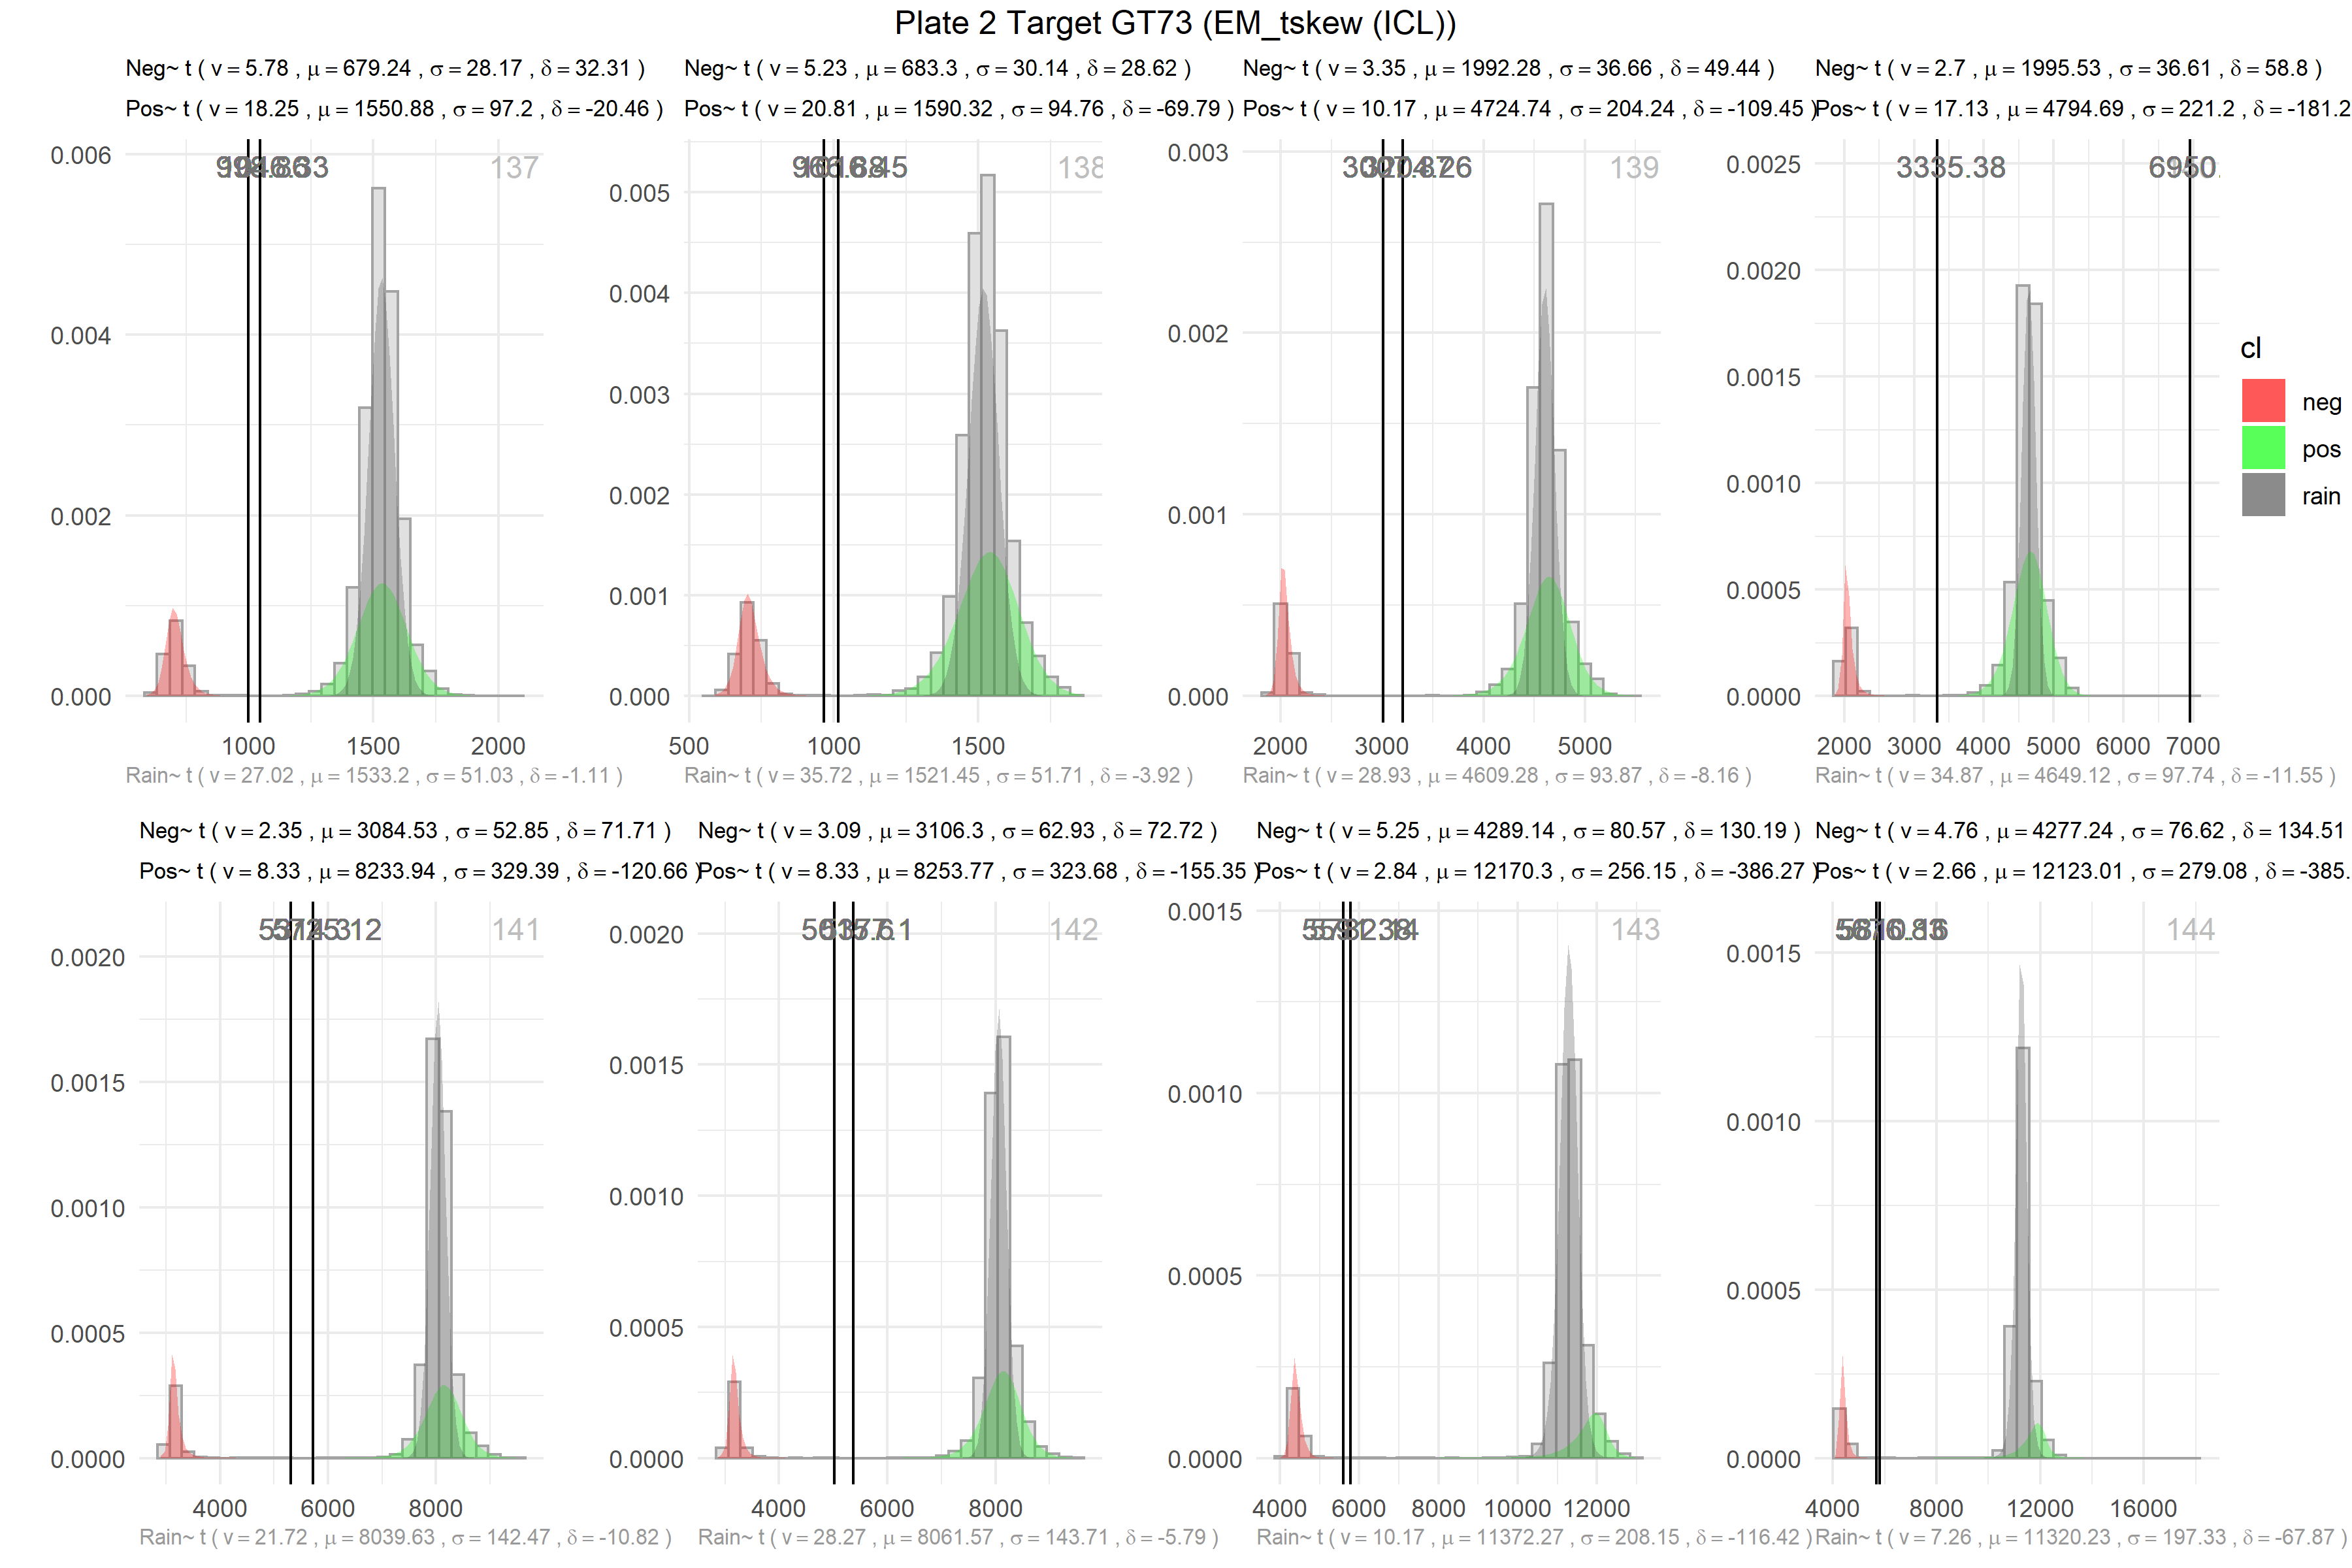 Plate 2 Target GT73 (EM_tskew (ICL))
Neg~ t ( v = 5.78 , μ = 679.24 , σ = 28.17 , δ = 32.31 )
Pos~ t ( v = 18.25 , μ = 1550.88 , σ = 97.2 , δ = -20.46 )
137
0.006
0.004
0.002
0.000
1000 1500 2000
Rain~ t ( v = 27.02 , μ = 1533.2 , σ = 51.03 , δ = -1.11 )
Neg~ t ( v = 5.23 , μ = 683.3 , σ = 30.14 , δ = 28.62 )
Pos~ t ( v = 20.81 , μ = 1590.32 , σ = 94.76 , δ = -69.79 )
138
0.005
0.004
0.003
0.002
0.001
0.000
500 1000 1500
Rain~ t ( v = 35.72 , μ = 1521.45 , σ = 51.71 , δ = -3.92 )
Neg~ t ( v = 3.35 , μ = 1992.28 , σ = 36.66 , δ = 49.44 )
Pos~ t ( v = 10.17 , μ = 4724.74 , σ = 204.24 , δ = -109.45 )
139
0.003
0.002
0.001
0.000
2000 3000 4000 5000
Rain~ t ( v = 28.93 , μ = 4609.28 , σ = 93.87 , δ = -8.16 )
Neg~ t ( v = 2.7 , μ = 1995.53 , σ = 36.61 , δ = 58.8 )
Pos~ t ( v = 17.13 , μ = 4794.69 , σ = 221.2 , δ = -181.2
3335.38
0.0025
0.0020
0.0015
0.0010
0.0005
0.0000
2000 3000 4000 5000 6000 7000
Rain~ t ( v = 34.87 , μ = 4649.12 , σ = 97.74 , δ = -11.55 )
cl
neg
pos
rain
Neg~ t ( v = 2.35 , μ = 3084.53 , σ = 52.85 , δ = 71.71 )
Pos~ t ( v = 8.33 , μ = 8233.94 , σ = 329.39 , δ = -120.66 )
141
0.0020
0.0015
0.0010
0.0005
0.0000
4000 6000 8000
Rain~ t ( v = 21.72 , μ = 8039.63 , σ = 142.47 , δ = -10.82 )
Neg~ t ( v = 3.09 , μ = 3106.3 , σ = 62.93 , δ = 72.72 )
Pos~ t ( v = 8.33 , μ = 8253.77 , σ = 323.68 , δ = -155.35 )
142
0.0020
0.0015
0.0010
0.0005
0.0000
4000 6000 8000
Rain~ t ( v = 28.27 , μ = 8061.57 , σ = 143.71 , δ = -5.79 )
Neg~ t ( v = 5.25 , μ = 4289.14 , σ = 80.57 , δ = 130.19 )
Pos~ t ( v = 2.84 , μ = 12170.3 , σ = 256.15 , δ = -386.27 )
143
0.0015
0.0010
0.0005
0.0000
4000 6000 8000 10000 12000
Rain~ t ( v = 10.17 , μ = 11372.27 , σ = 208.15 , δ = -116.42 )
Neg~ t ( v = 4.76 , μ = 4277.24 , σ = 76.62 , δ = 134.51
Pos~ t ( v = 2.66 , μ = 12123.01 , σ = 279.08 , δ = -385.
144
0.0015
0.0010
0.0005
0.0000
4000 8000 12000 16000
Rain~ t ( v = 7.26 , μ = 11320.23 , σ = 197.33 , δ = -67.87 )